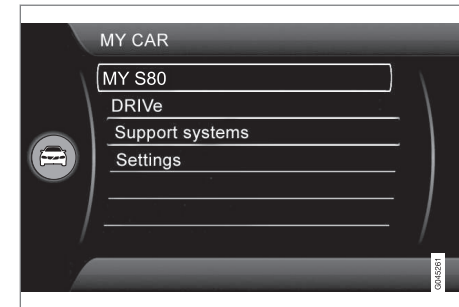 MY CAR
MY S80
DRIVe
Support systems
Settings
G045261